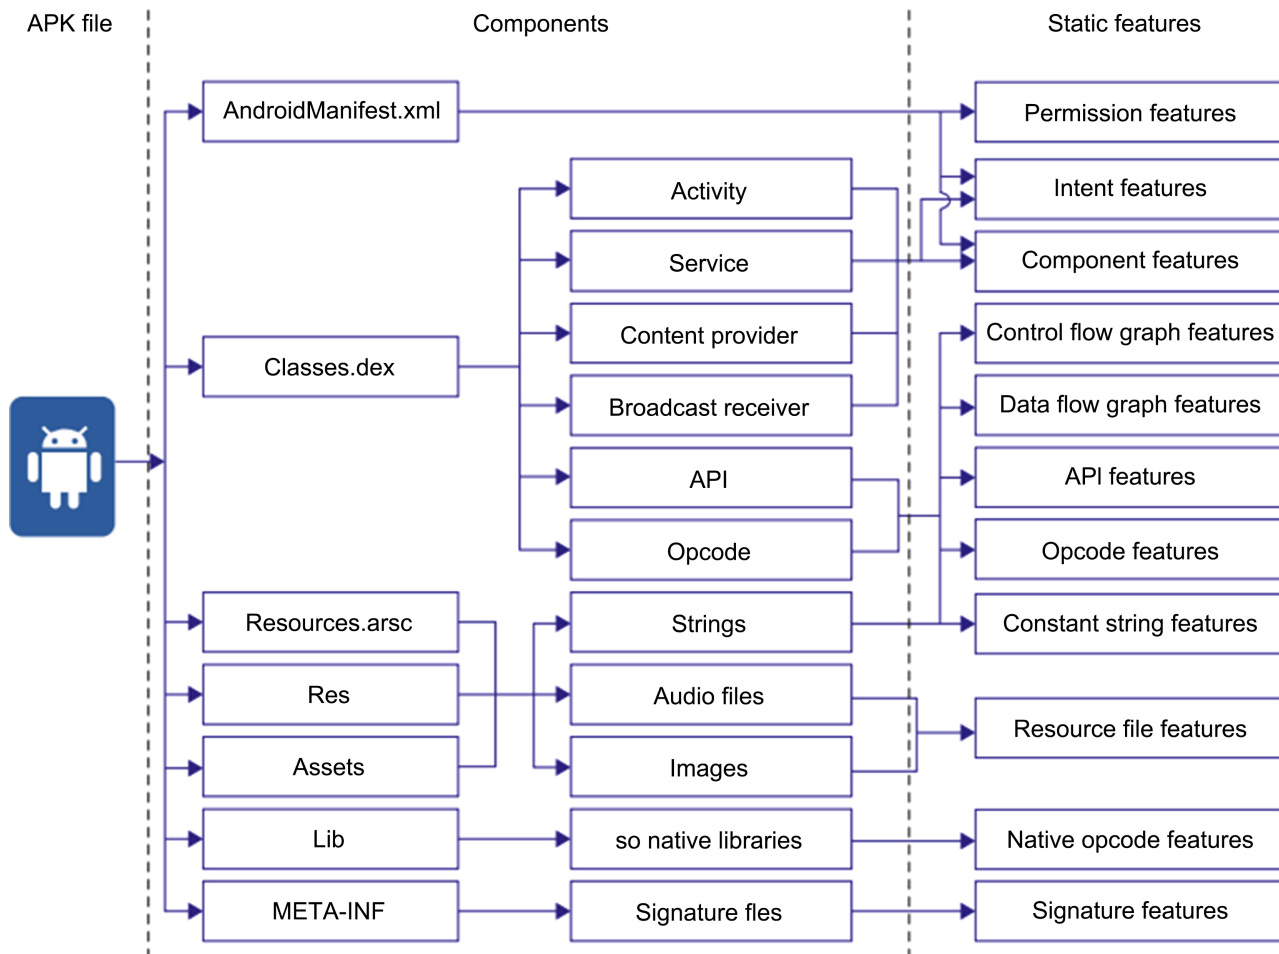 APK file
Components
Static features
AndroidManifest.xml
Permission features
Activity
Intent features
Service
Component features
Content provider
Control flow graph features
Classes.dex
Broadcast receiver
Data flow graph features
API
API features
Opcode
Opcode features
Resources.arsc
Strings
Constant string features
Res
Audio files
Resource file features
Assets
Images
Lib
so native libraries
Native opcode features
META-INF
Signature fles
Signature features